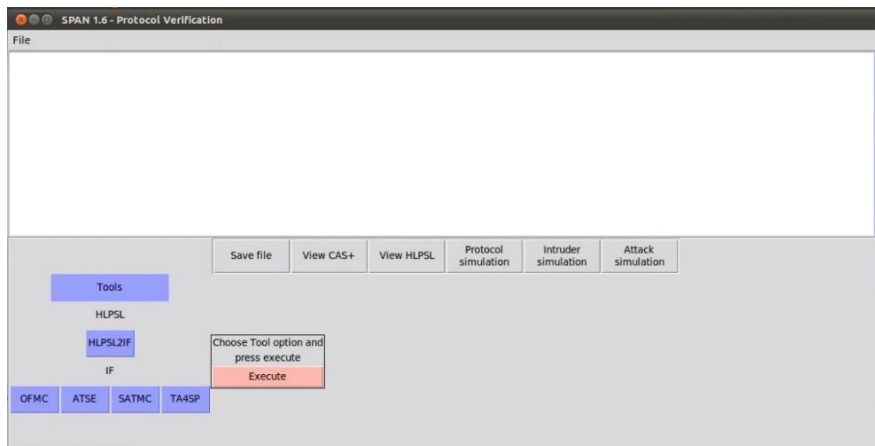 SPAN 1.6 - Protocol Verification
File
Save file
View CAS+
View HLPSL
Protocol
simulation
Intruder
simulation
Attack
simulation
Tools
HLPSL
HLPSL2IF
IF
OFMC
ATSE
SATMC
TA4SP
Choose Tool option and
press execute
Execute